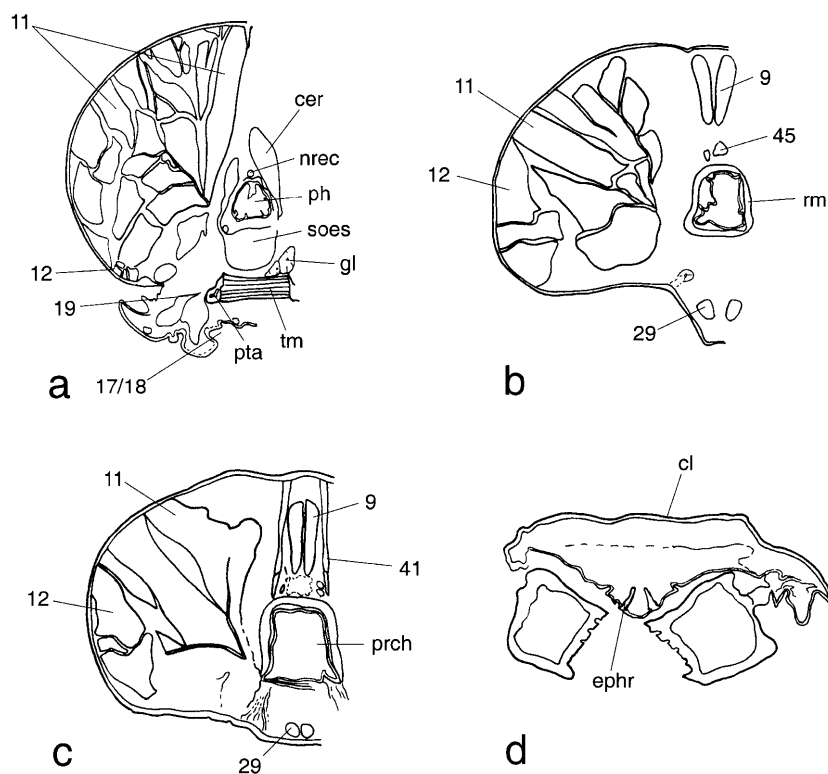 11
cer
nrec
ph
soes
gl
12
19
tm
pta
17/18
a
9
11
45
12
rm
29
b
11
9
41
12
prch
29
c
cl
ephr
d